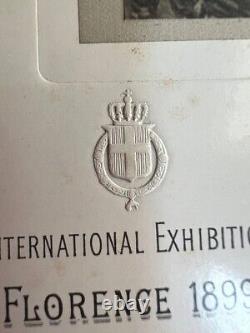 INTERNATIONAL EXHIBITIO
FLORENCE 1899